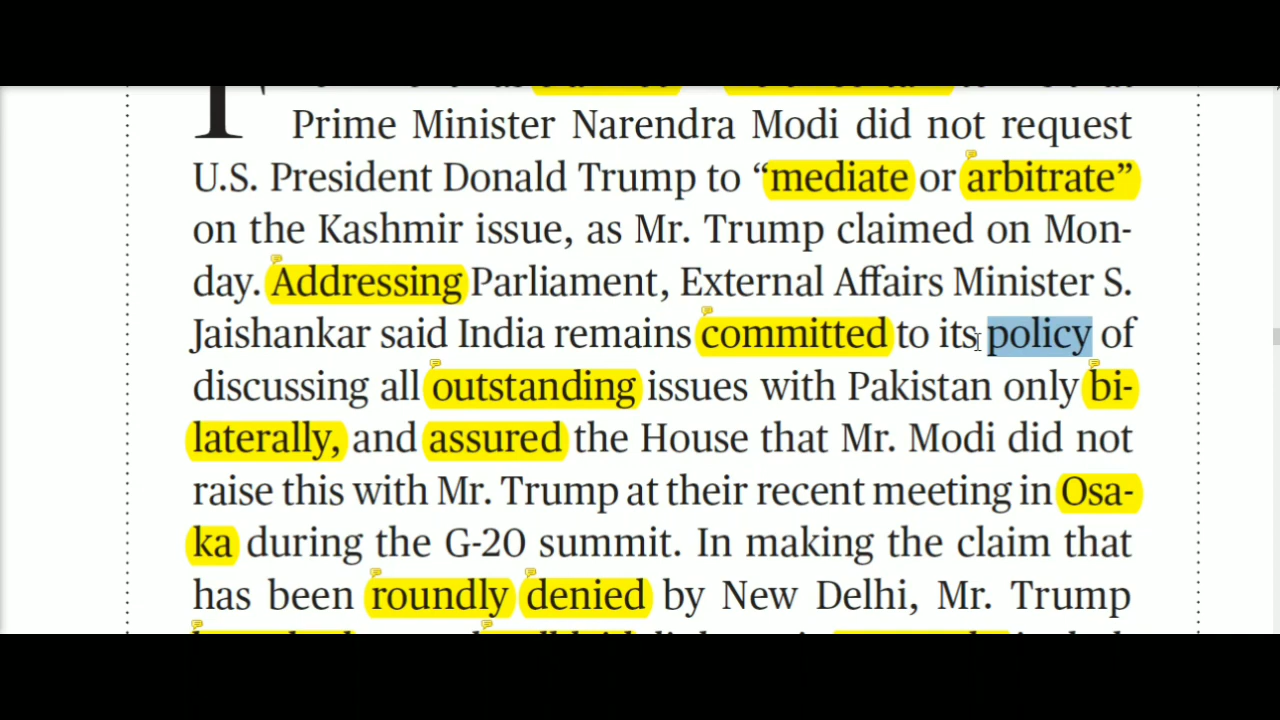 Prime Minister Narendra Modi did not request
U.S. President Donald Trump to “mediate or arbitrate”
on the Kashmir issue, as Mr. Trump claimed on Mon-
day. Addressing Parliament, External Affairs Minister S.
Jaishankar said India remains committed to its policy of
discussing all outstanding issues with Pakistan only bi-
laterally, and assured the House that Mr. Modi did not
raise this with Mr. Trump at their recent meeting in Osa-
ka during the G-20 summit. In making the claim that
has been roundly denied by New Delhi, Mr. Trump